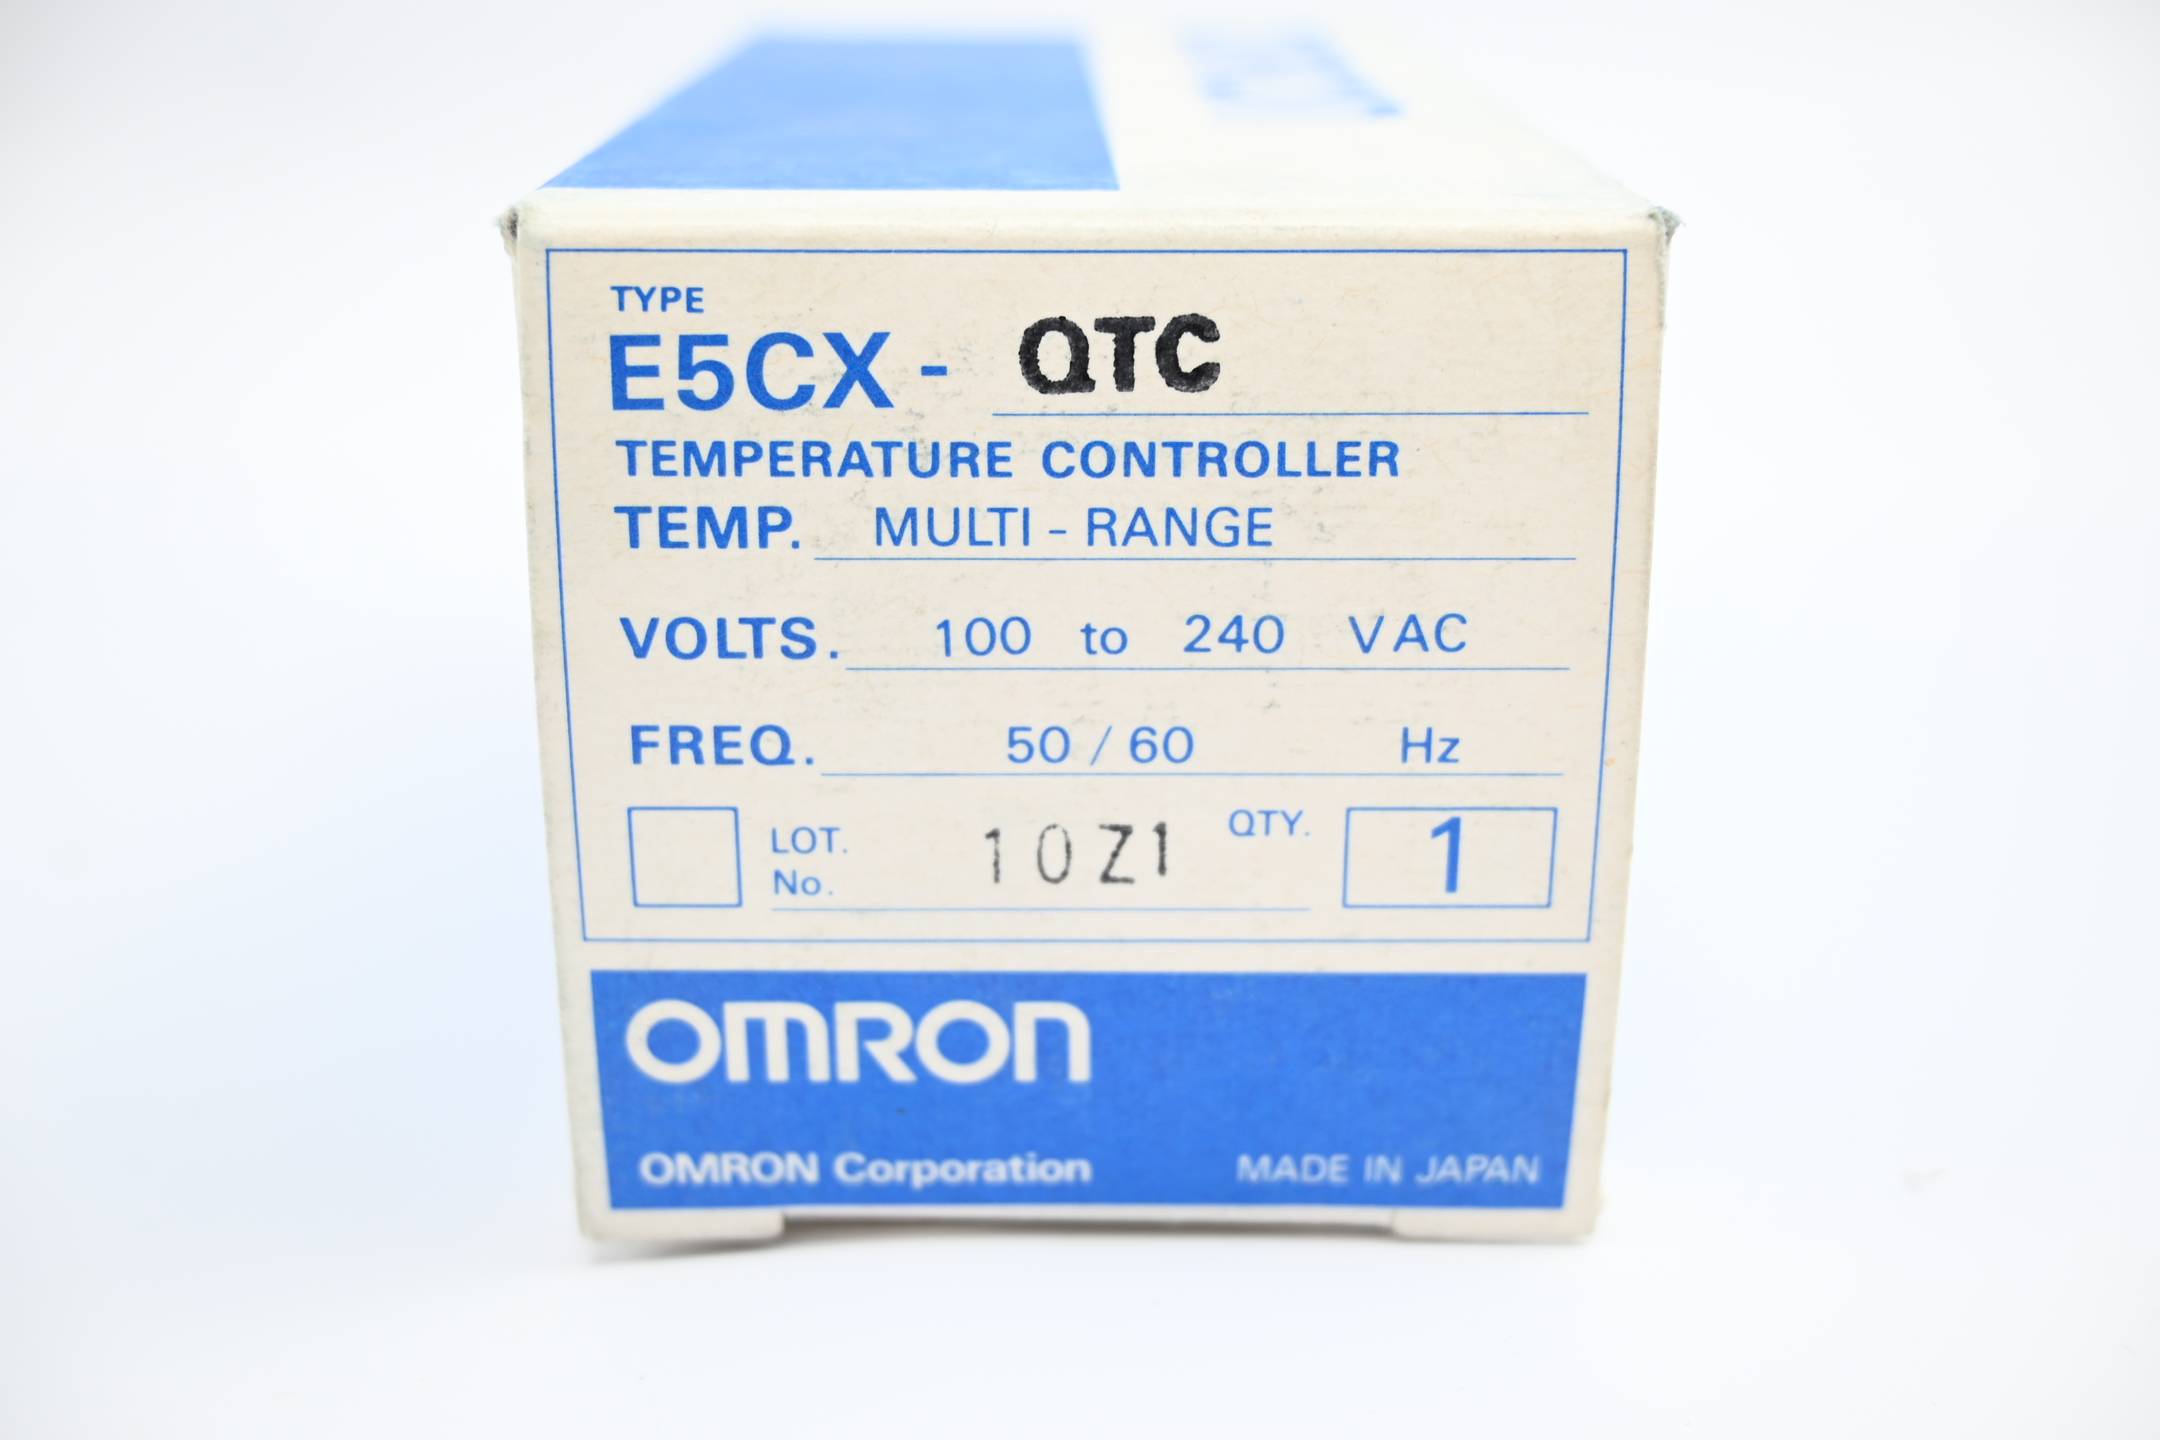 TYPE
E5CX - QTC
TEMPERATURE CONTROLLER
TEMP. MULTI - RANGE
VOLTS. 100 to 240 VAC
FREQ. 50 / 60 Hz
LOT. No. 10Z1 QTY. 1
OMRON
OMRON Corporation MADE IN JAPAN